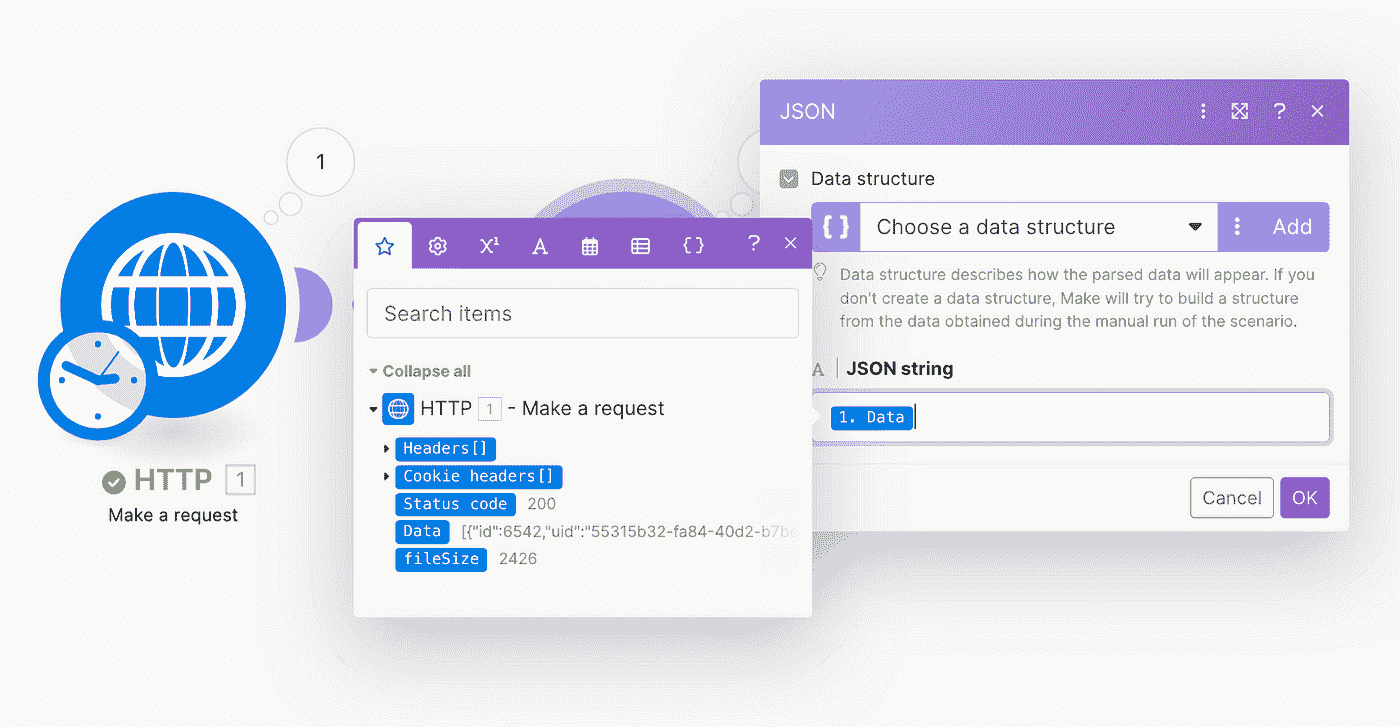 1
HTTP 1
Make a request
Search items
Collapse all
HTTP 1 - Make a request
Headers[]
Cookie headers[]
Status code 200
Data [{"id":6542,"uid":"55315b32-fa84-40d2-b7be
fileSize 2426
JSON
Data structure
Choose a data structure
Add
Data structure describes how the parsed data will appear. If you
don't create a data structure, Make will try to build a structure
from the data obtained during the manual run of the scenario.
A JSON string
1. Data
Cancel OK